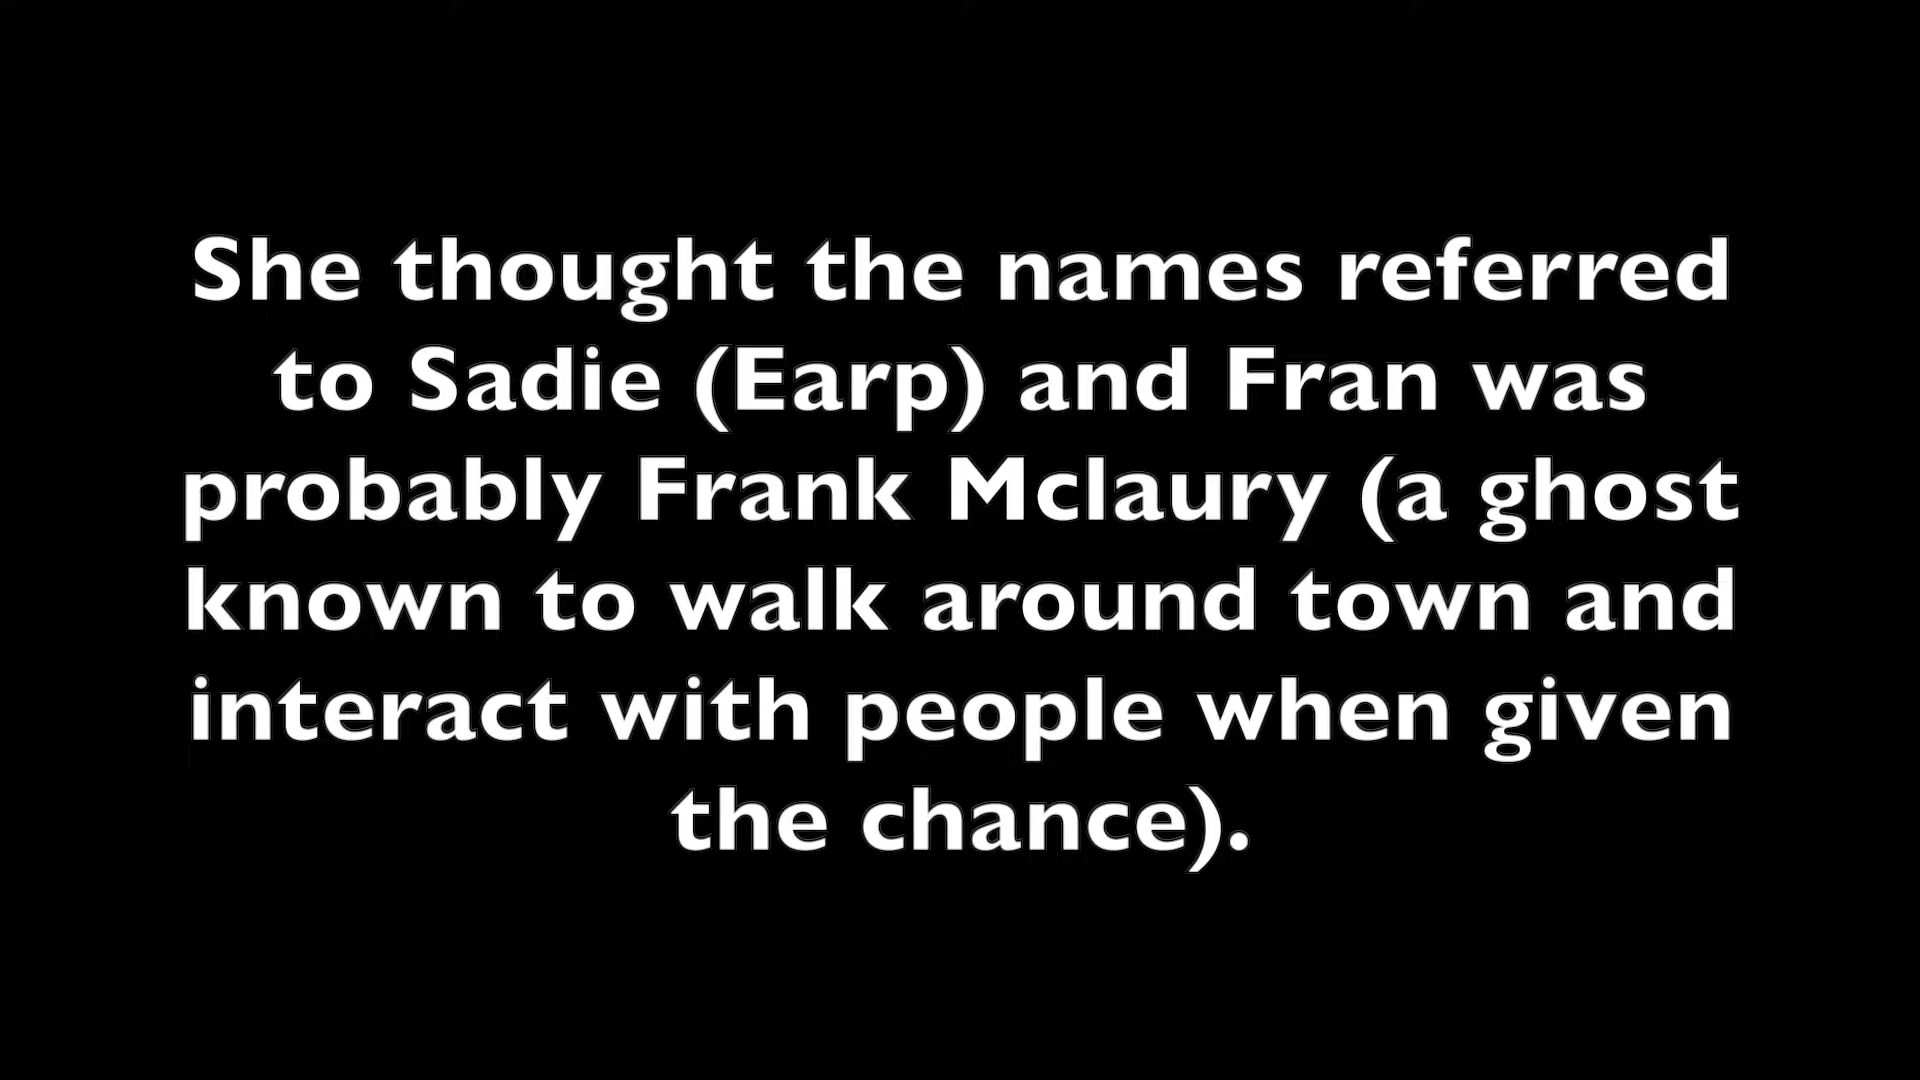 She thought the names referred
to Sadie (Earp) and Fran was
probably Frank Mclaury (a ghost
known to walk around town and
interact with people when given
the chance).